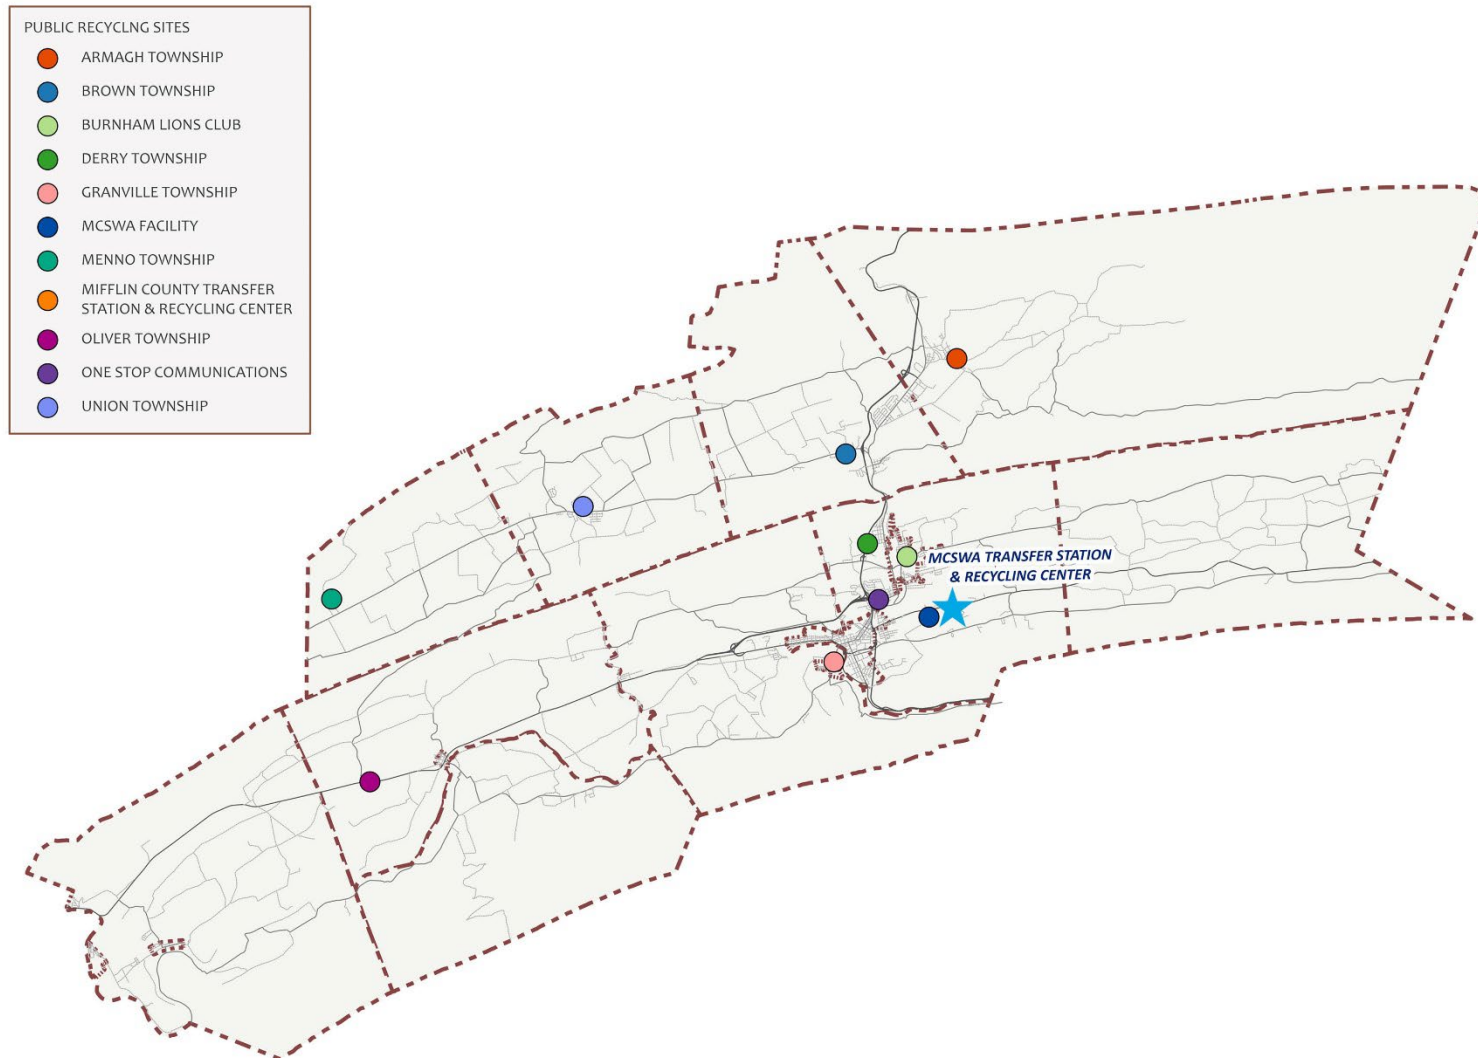 PUBLIC RECYCLNG SITES
ARMAGH TOWNSHIP
BROWN TOWNSHIP
BURNHAM LIONS CLUB
DERRY TOWNSHIP
GRANVILLE TOWNSHIP
MCSWA FACILITY
MENNO TOWNSHIP
MIFFLIN COUNTY TRANSFER
STATION & RECYCLING CENTER
OLIVER TOWNSHIP
ONE STOP COMMUNICATIONS
UNION TOWNSHIP
MCSWA TRANSFER STATION
& RECYCLING CENTER